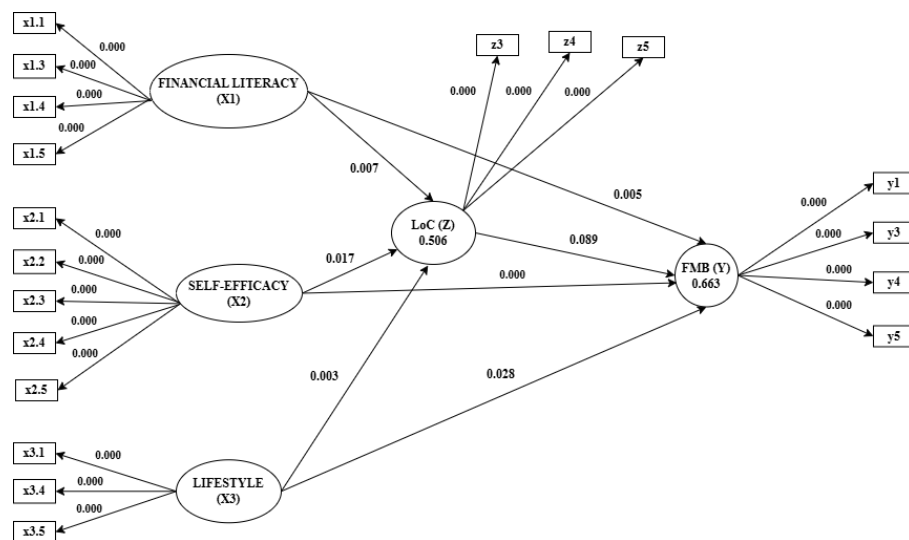 x1.1
0.000
x1.3
0.000
x1.4
0.000
x1.5
0.000
FINANCIAL LITERACY
(X1)
z3
z4
z5
0.000
0.000
0.000
0.007
0.005
LoC (Z)
0.506
0.089
x2.1
0.000
x2.2
0.000
x2.3
0.000
x2.4
0.000
x2.5
0.000
SELF-EFFICACY
(X2)
0.017
0.000
FMB (Y)
0.663
y1
0.000
y3
0.000
y4
0.000
y5
0.000
0.003
0.028
x3.1
0.000
x3.4
0.000
x3.5
0.000
LIFESTYLE
(X3)